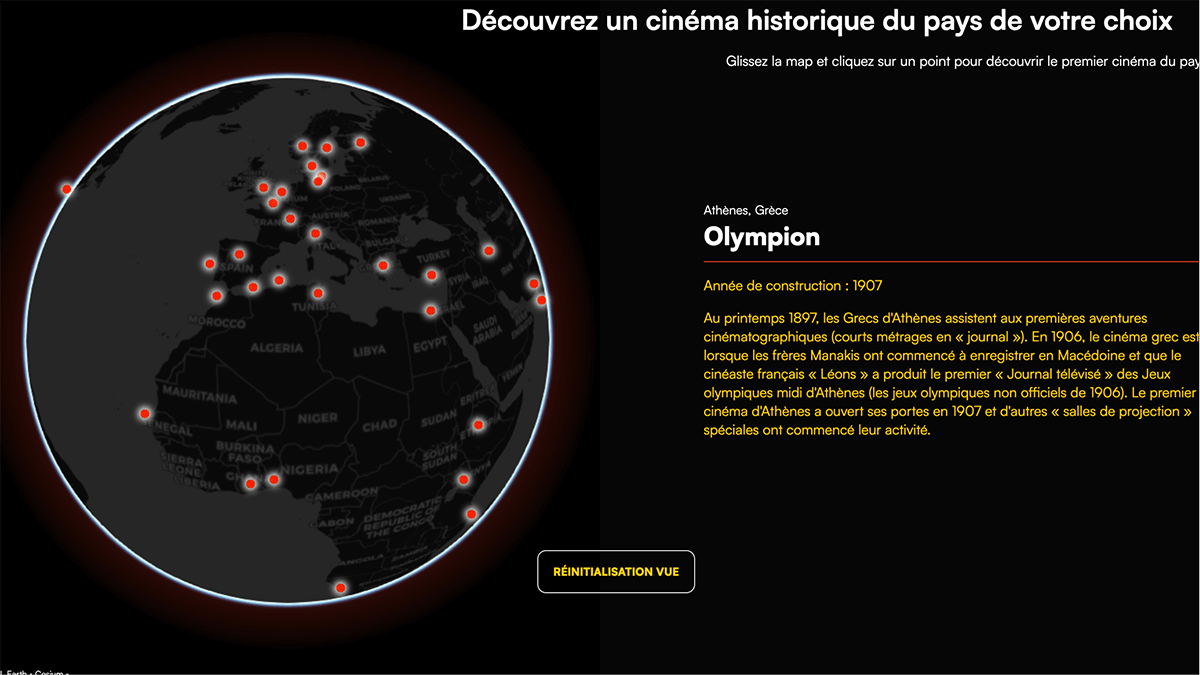 Découvrez un cinéma historique du pays de votre choix
Glissez la map et cliquez sur un point pour découvrir le premier cinéma du pay
Athènes, Grèce
Olympion
Année de construction : 1907
Au printemps 1897, les Grecs d'Athènes assistent aux premières aventures
cinématographiques (courts métrages en « journal »). En 1906, le cinéma grec est
lorsque les frères Manakis ont commencé à enregistrer en Macédoine et que le
cinéaste français « Léons » a produit le premier « Journal télévisé » des Jeux
olympiques midi d'Athènes (les jeux olympiques non officiels de 1906). Le premier
cinéma d'Athènes a ouvert ses portes en 1907 et d'autres « salles de projection »
spéciales ont commencé leur activité.
RÉINITIALISATION VUE
BELARUS
POLAND
UKRAINE
AUSTRIA
ROMANIA
BULGARIA
SPAIN
TURKEY
SYRIA
IRAQ
TUNISIA
MOROCCO
ALGERIA
LIBYA
EGYPT
SAUDI
ARABIA
YEMEN
MAURITANIA
MALI
NIGER
CHAD
SUDAN
BURKINA
FASO
SIERRA
LEONE
LIBERIA
NIGERIA
SOUTH
SUDAN
CAMEROON
GABON
DEMOCRATIC
REPUBLIC OF
THE CONGO
ANGOLA